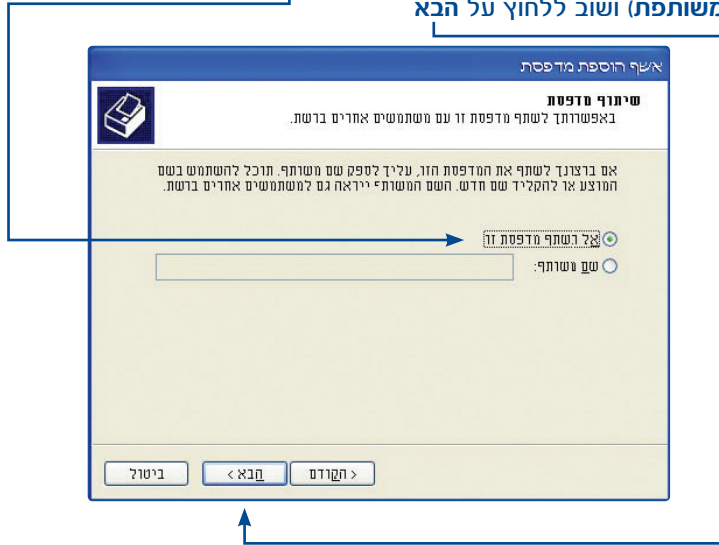 משותפת) ושוב ללחוץ על הבא
אשף הוספת מדפסת
שיתוף מדפסת
באפשרותך לשתף מדפסת זו עם משתמשים אחרים ברשת.
אם ברצונך לשתף את המדפסת הזו, עליך לספק שם משותף. תוכל להשתמש בשם
המוצע או להקליד שם חדש. השם המשותף ייראה גם למשתמשים אחרים ברשת.
אל תשתף מדפסת זו
שם משותף:
< הקודם
הבא >
ביטול